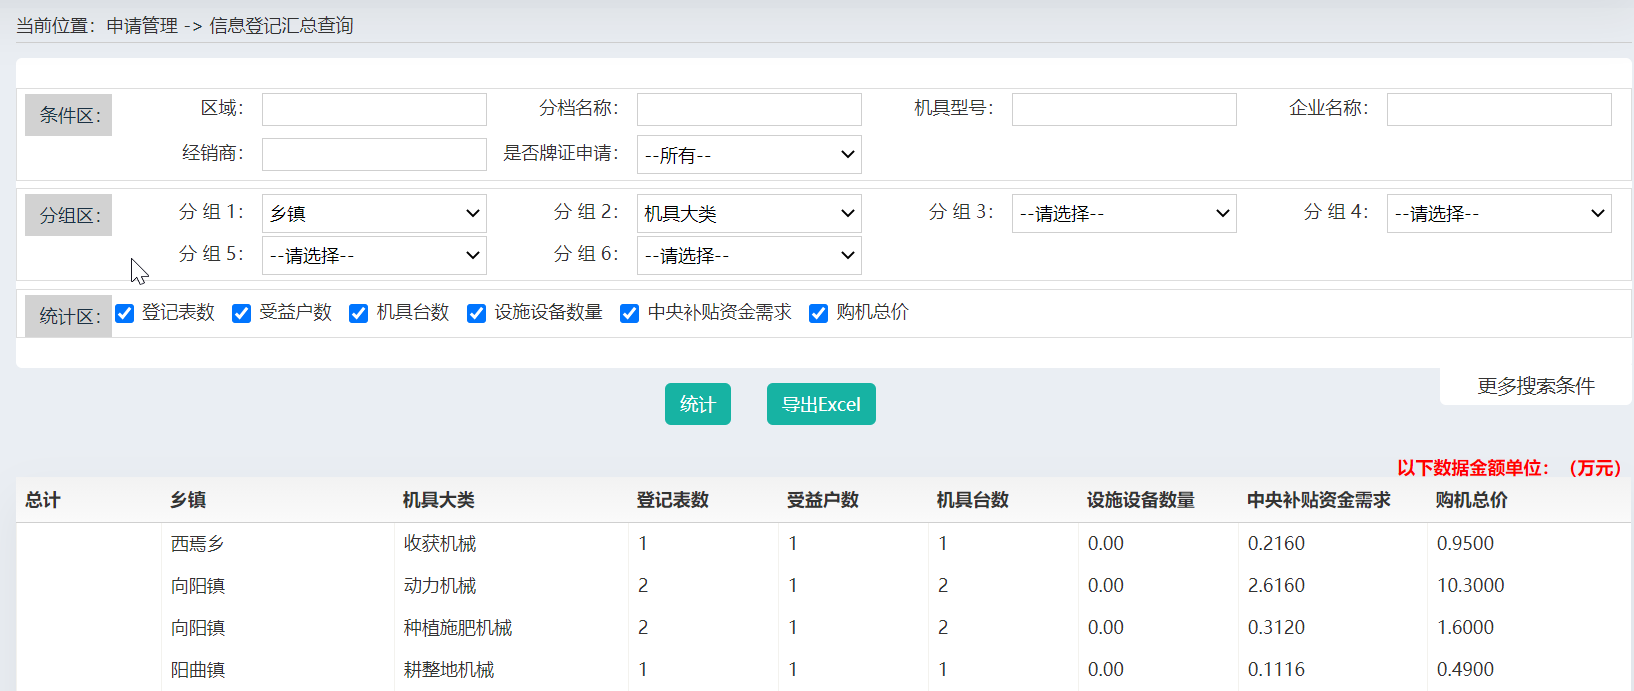 当前位置：申请管理 -> 信息登记汇总查询
条件区： 区域： 分档名称： 机具型号： 企业名称：
经销商： 是否牌证申请： --所有--
分组区： 分 组 1： 乡镇 分 组 2： 机具大类 分 组 3： --请选择-- 分 组 4： --请选择--
分 组 5： --请选择-- 分 组 6： --请选择--
统计区： 登记表数 受益户数 机具台数 设施设备数量 中央补贴资金需求 购机总价
更多搜索条件
统计 导出Excel
以下数据金额单位：（万元）
总计 乡镇 机具大类 登记表数 受益户数 机具台数 设施设备数量 中央补贴资金需求 购机总价
西焉乡 收获机械 1 1 1 0.00 0.2160 0.9500
向阳镇 动力机械 2 1 2 0.00 2.6160 10.3000
向阳镇 种植施肥机械 2 1 2 0.00 0.3120 1.6000
阳曲镇 耕整地机械 1 1 1 0.00 0.1116 0.4900